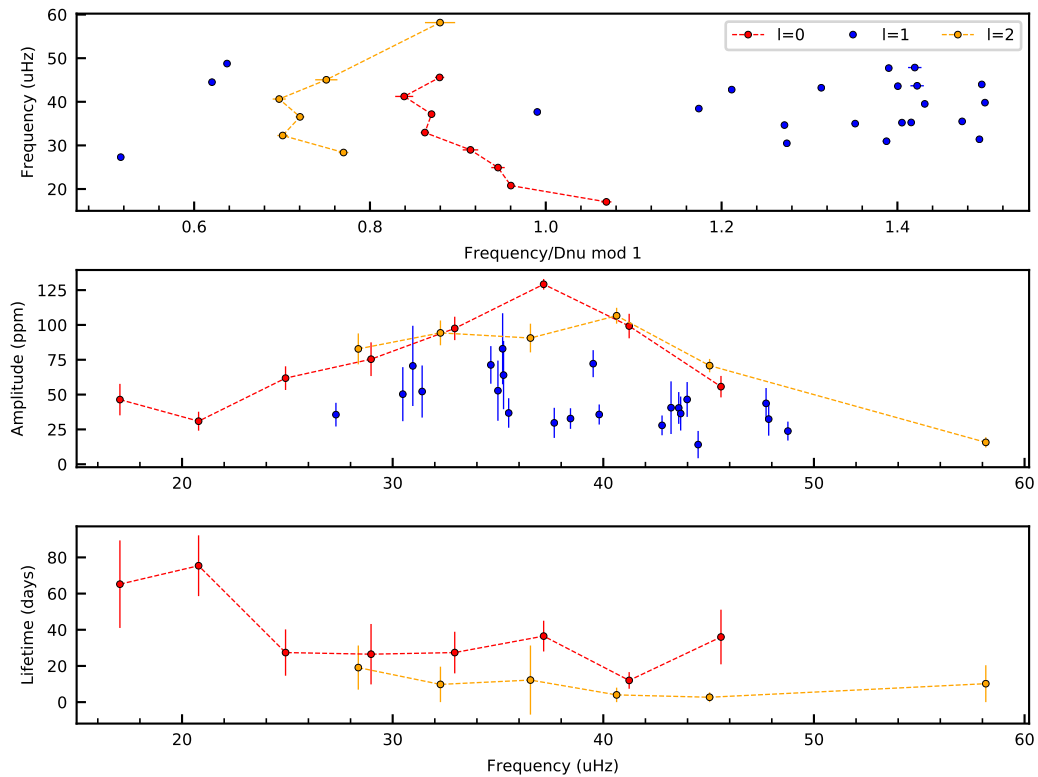 60
50
40
30
20
Frequency (uHz)
l=0 l=1 l=2
0.6 0.8 1.0 1.2 1.4
Frequency/Dnu mod 1
125
100
75
50
25
0
Amplitude (ppm)
20 30 40 50 60
80
60
40
20
0
Lifetime (days)
20 30 40 50 60
Frequency (uHz)